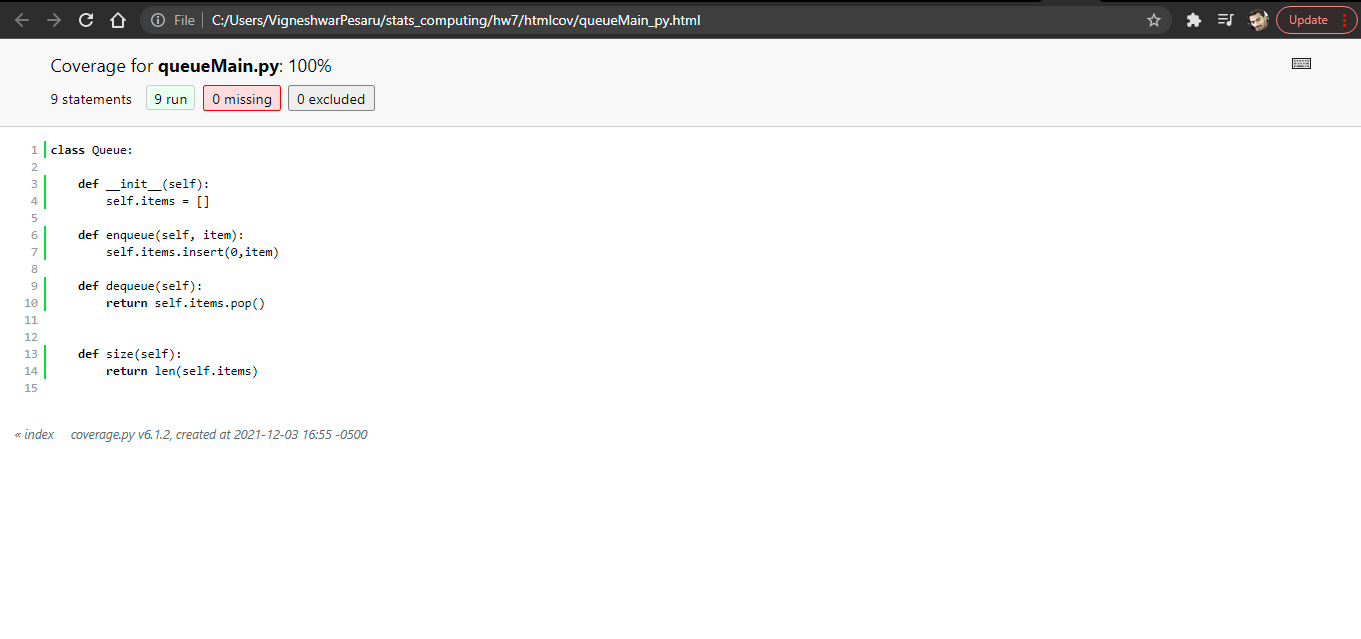 File | C:/Users/VigneshwarPesaru/stats_computing/hw7/htmlcov/queueMain_py.html
Update
Coverage for queueMain.py: 100%
9 statements 9 run 0 missing 0 excluded
1 class Queue:
2
3     def __init__(self):
4         self.items = []
5
6     def enqueue(self, item):
7         self.items.insert(0,item)
8
9     def dequeue(self):
10         return self.items.pop()
11
12
13     def size(self):
14         return len(self.items)
15
« index coverage.py v6.1.2, created at 2021-12-03 16:55 -0500